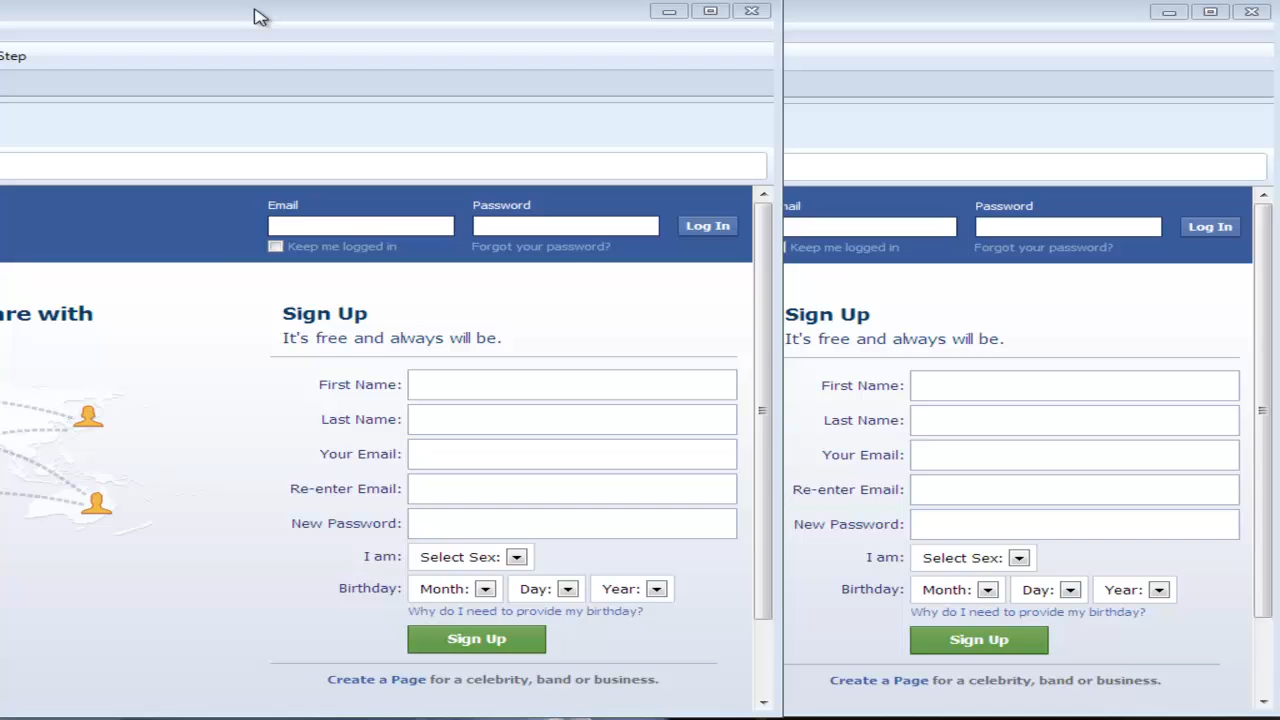 Step
Email Password
Log In
Keep me logged in Forgot your password?
are with
Sign Up
It's free and always will be.
First Name:
Last Name:
Your Email:
Re-enter Email:
New Password:
I am: Select Sex:
Birthday: Month: Day: Year:
Why do I need to provide my birthday?
Sign Up
Create a Page for a celebrity, band or business.
mail Password
Log In
Keep me logged in Forgot your password?
Sign Up
It's free and always will be.
First Name:
Last Name:
Your Email:
Re-enter Email:
New Password:
I am: Select Sex:
Birthday: Month: Day: Year:
Why do I need to provide my birthday?
Sign Up
Create a Page for a celebrity, band or business.